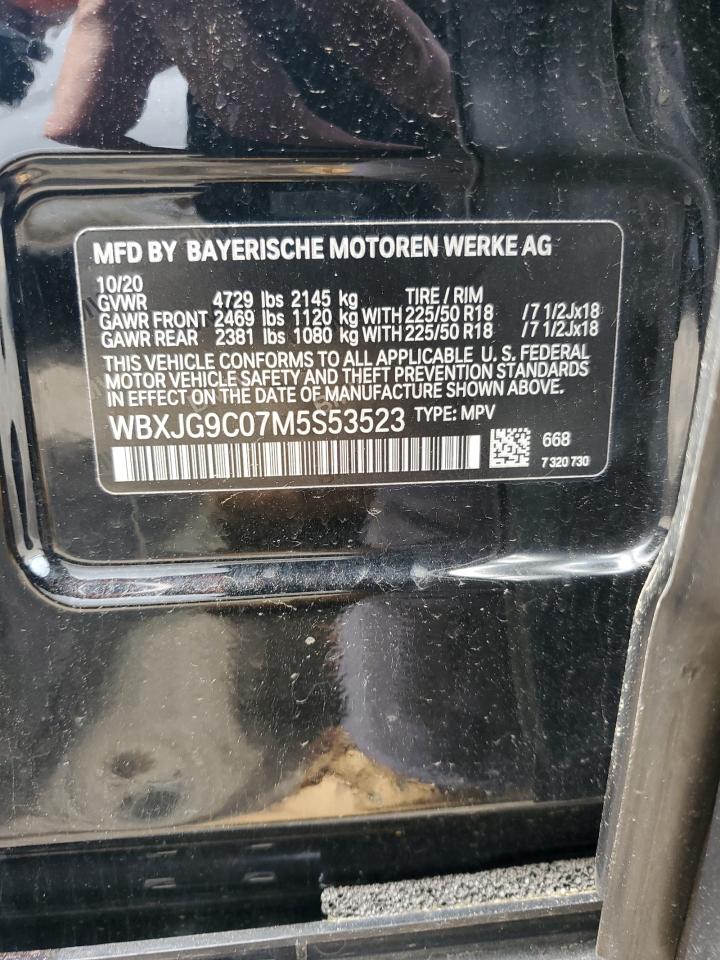 MFD BY BAYERISCHE MOTOREN WERKE AG
10/20
GVWR 4729 lbs 2145 kg TIRE / RIM
GAWR FRONT 2469 lbs 1120 kg WITH 225/50 R18 / 7 1/2Jx18
GAWR REAR 2381 lbs 1080 kg WITH 225/50 R18 / 7 1/2Jx18
THIS VEHICLE CONFORMS TO ALL APPLICABLE U. S. FEDERAL
MOTOR VEHICLE SAFETY AND THEFT PREVENTION STANDARDS
IN EFFECT ON THE DATE OF MANUFACTURE SHOWN ABOVE.
WBXJG9C07M5S53523 TYPE: MPV
668
7 320 730